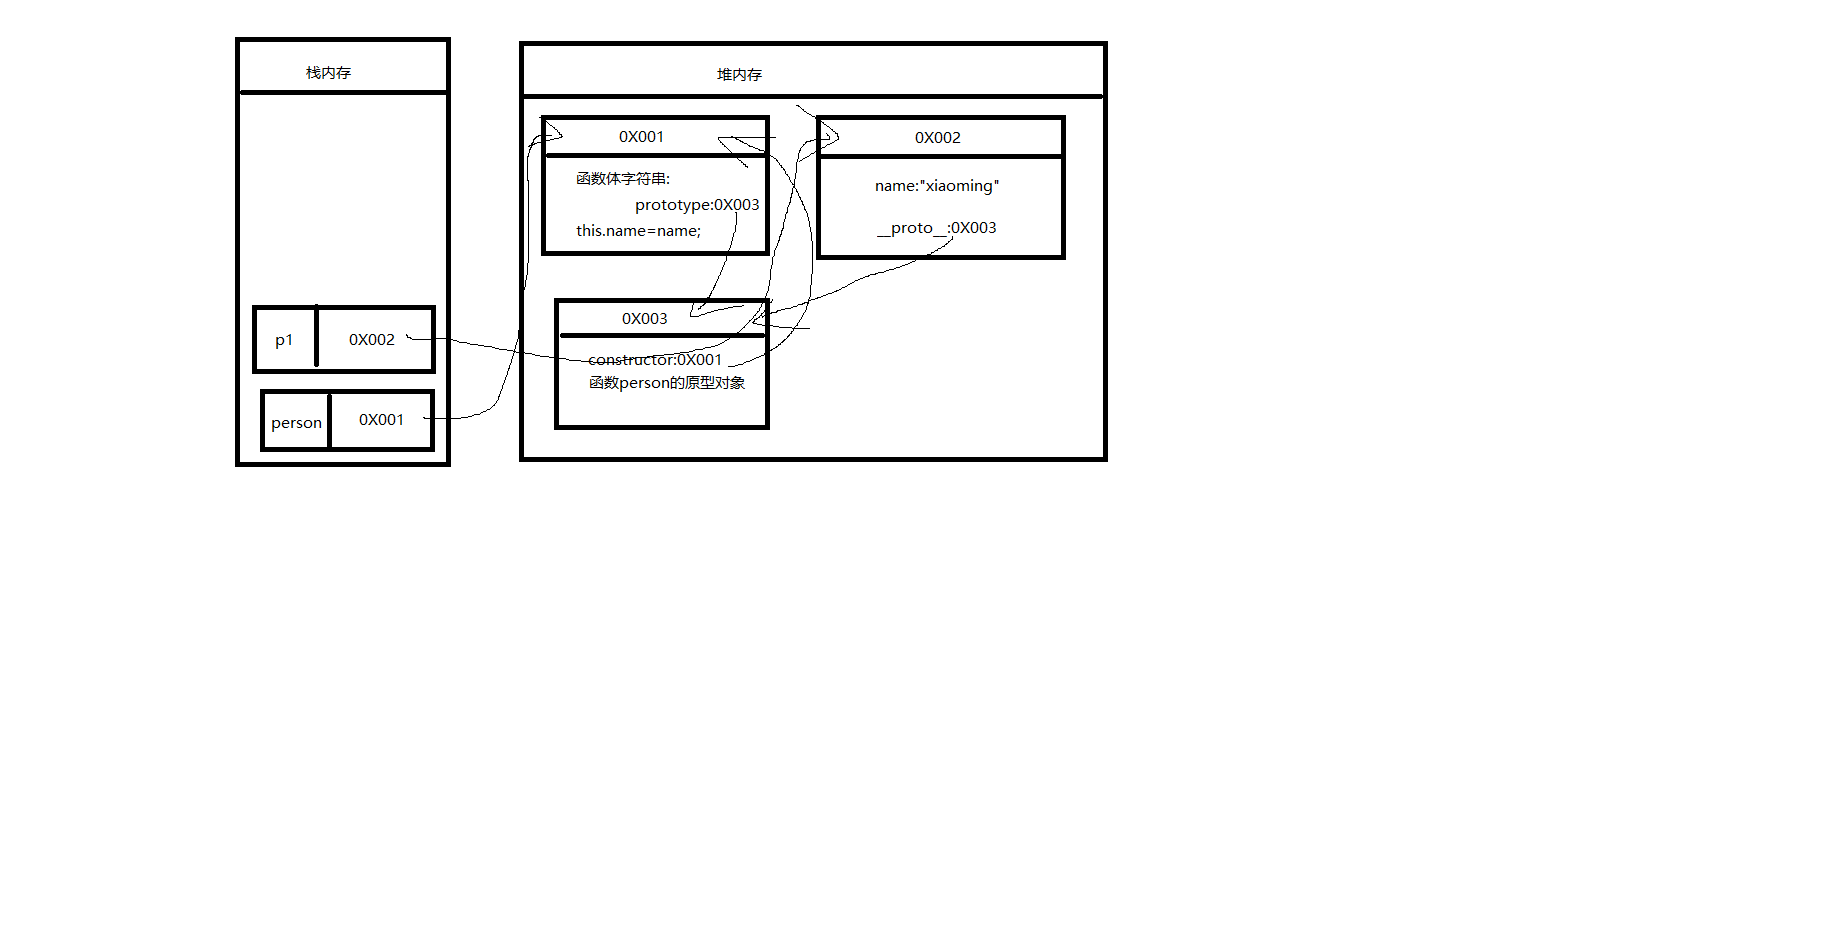 栈内存
p1
0X002
person
0X001
堆内存
0X001
函数体字符串:
prototype:0X003
this.name=name;
0X002
name:"xiaoming"
__proto__:0X003
0X003
constructor:0X001
函数person的原型对象